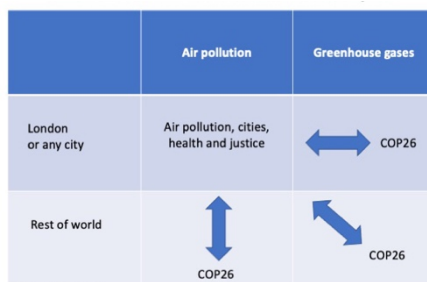 Air pollution
Greenhouse gases
London
or any city
Air pollution, cities,
health and justice
COP26
Rest of world
COP26
COP26